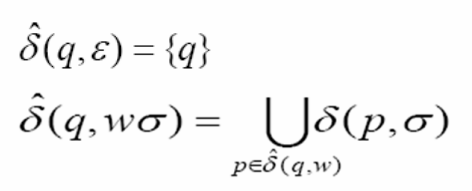 δ̂(q, ε) = {q}
δ̂(q, wσ) = ⋃_{p∈δ̂(q,w)} δ(p, σ)